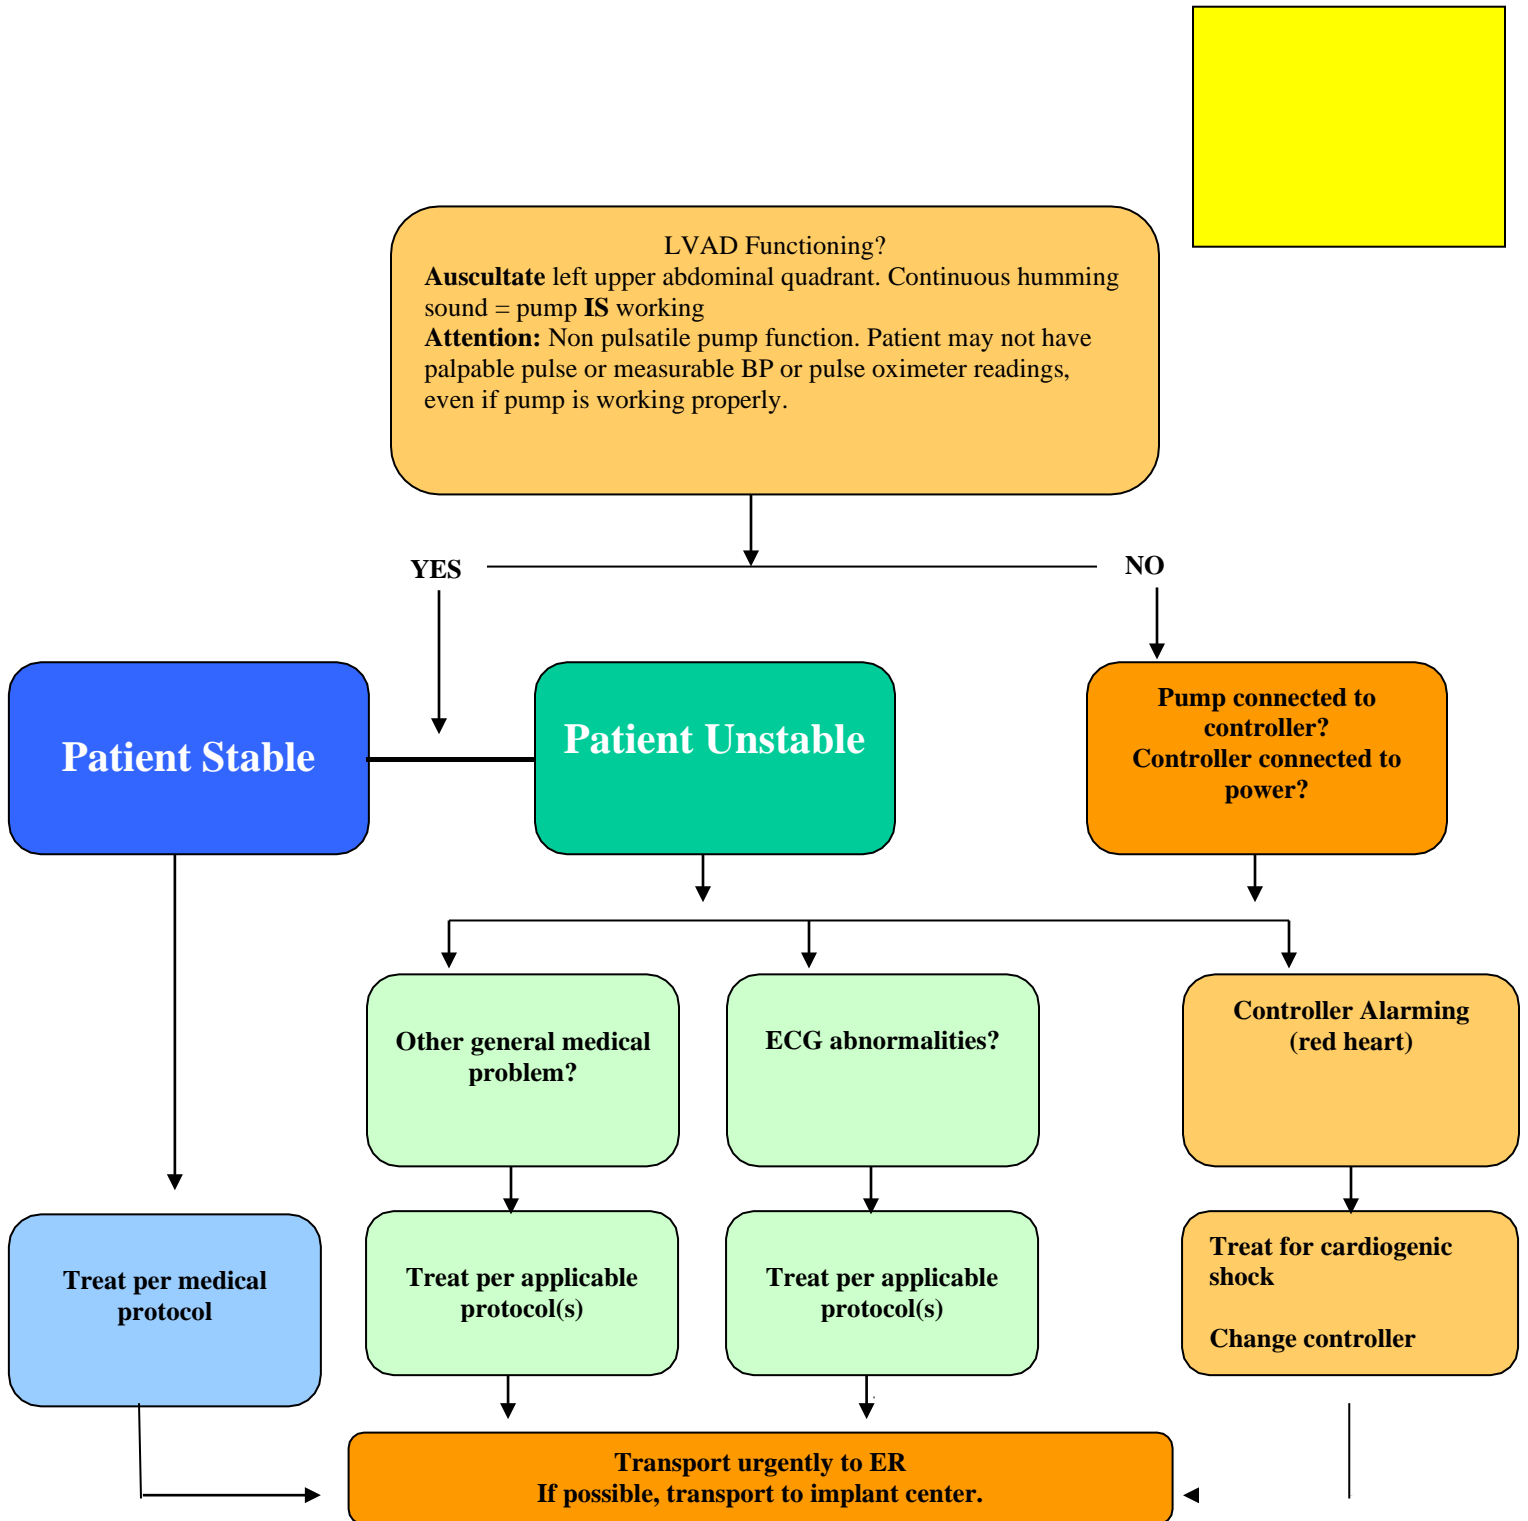 LVAD Functioning?
Auscultate left upper abdominal quadrant. Continuous humming
sound = pump IS working
Attention: Non pulsatile pump function. Patient may not have
palpable pulse or measurable BP or pulse oximeter readings,
even if pump is working properly.
YES
NO
Patient Stable
Patient Unstable
Pump connected to
controller?
Controller connected to
power?
Other general medical
problem?
ECG abnormalities?
Controller Alarming
(red heart)
Treat per medical
protocol
Treat per applicable
protocol(s)
Treat per applicable
protocol(s)
Treat for cardiogenic
shock
Change controller
Transport urgently to ER
If possible, transport to implant center.